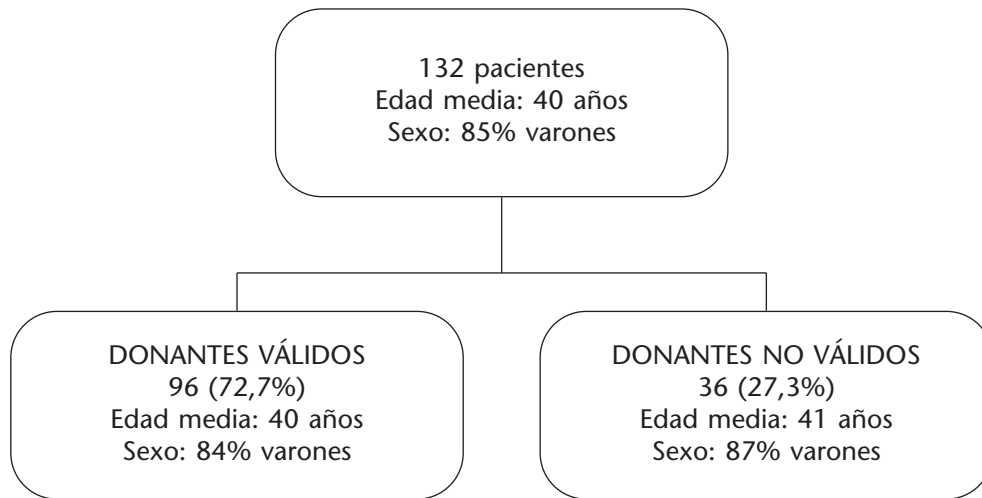 132 pacientes
Edad media: 40 años
Sexo: 85% varones
DONANTES VÁLIDOS
96 (72,7%)
Edad media: 40 años
Sexo: 84% varones
DONANTES NO VÁLIDOS
36 (27,3%)
Edad media: 41 años
Sexo: 87% varones